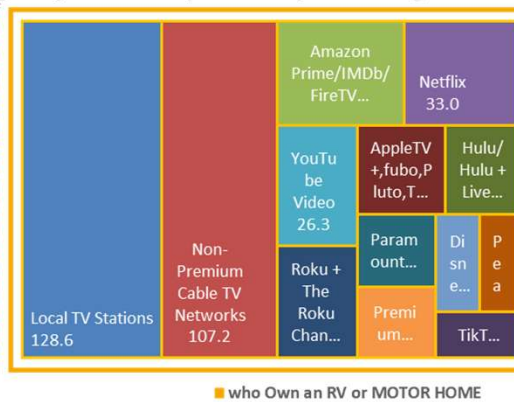 Amazon
Prime/IMDb/
FireTV...
Netflix
33.0
YouTu
be
Video
26.3
AppleTV
+,fubo,P
luto,T...
Hulu/
Hulu +
Live...
Local TV Stations
128.6
Non-
Premium
Cable TV
Networks
107.2
Roku +
The
Roku
Chan...
Param
ount...
Di
sne
e...
P
e
a
Premi
um...
TikT...
who Own an RV or MOTOR HOME